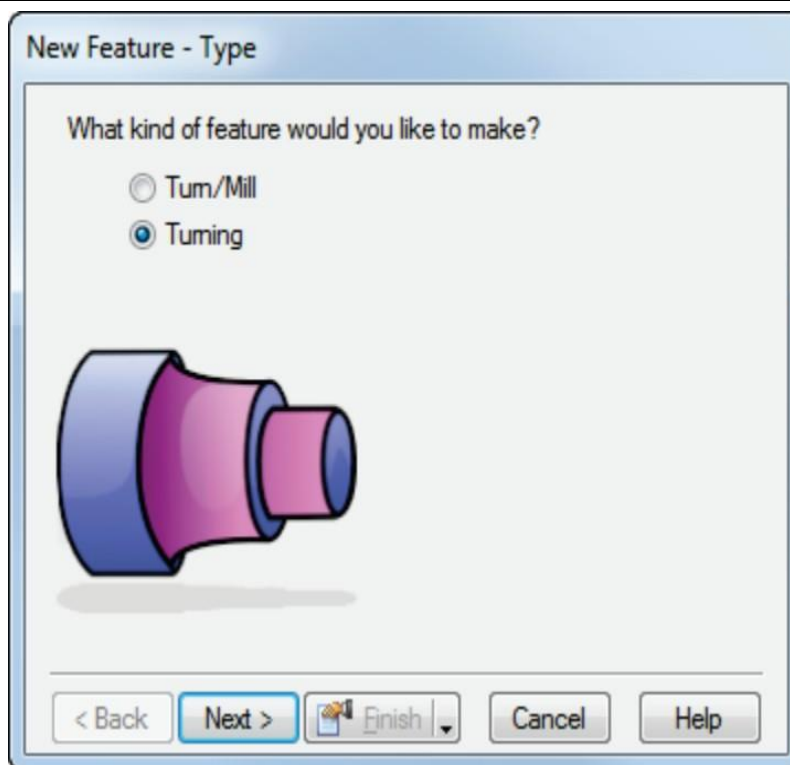 New Feature - Type
What kind of feature would you like to make?
Turn/Mill
Turning
< Back Next > Finish Cancel Help